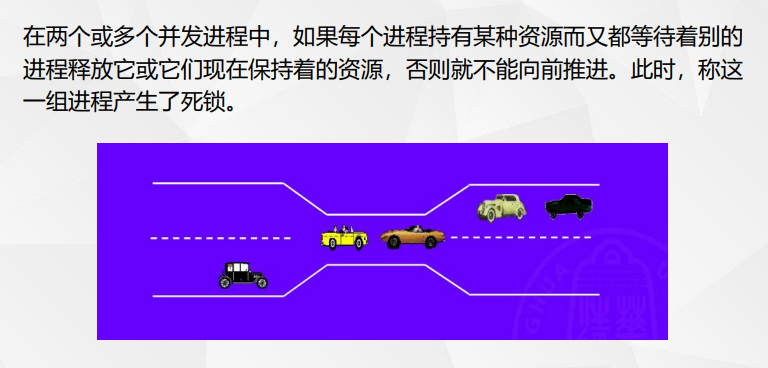 在两个或多个并发进程中，如果每个进程持有某种资源而又都等待着别的
进程释放它或它们现在保持着的资源，否则就不能向前推进。此时，称这
一组进程产生了死锁。